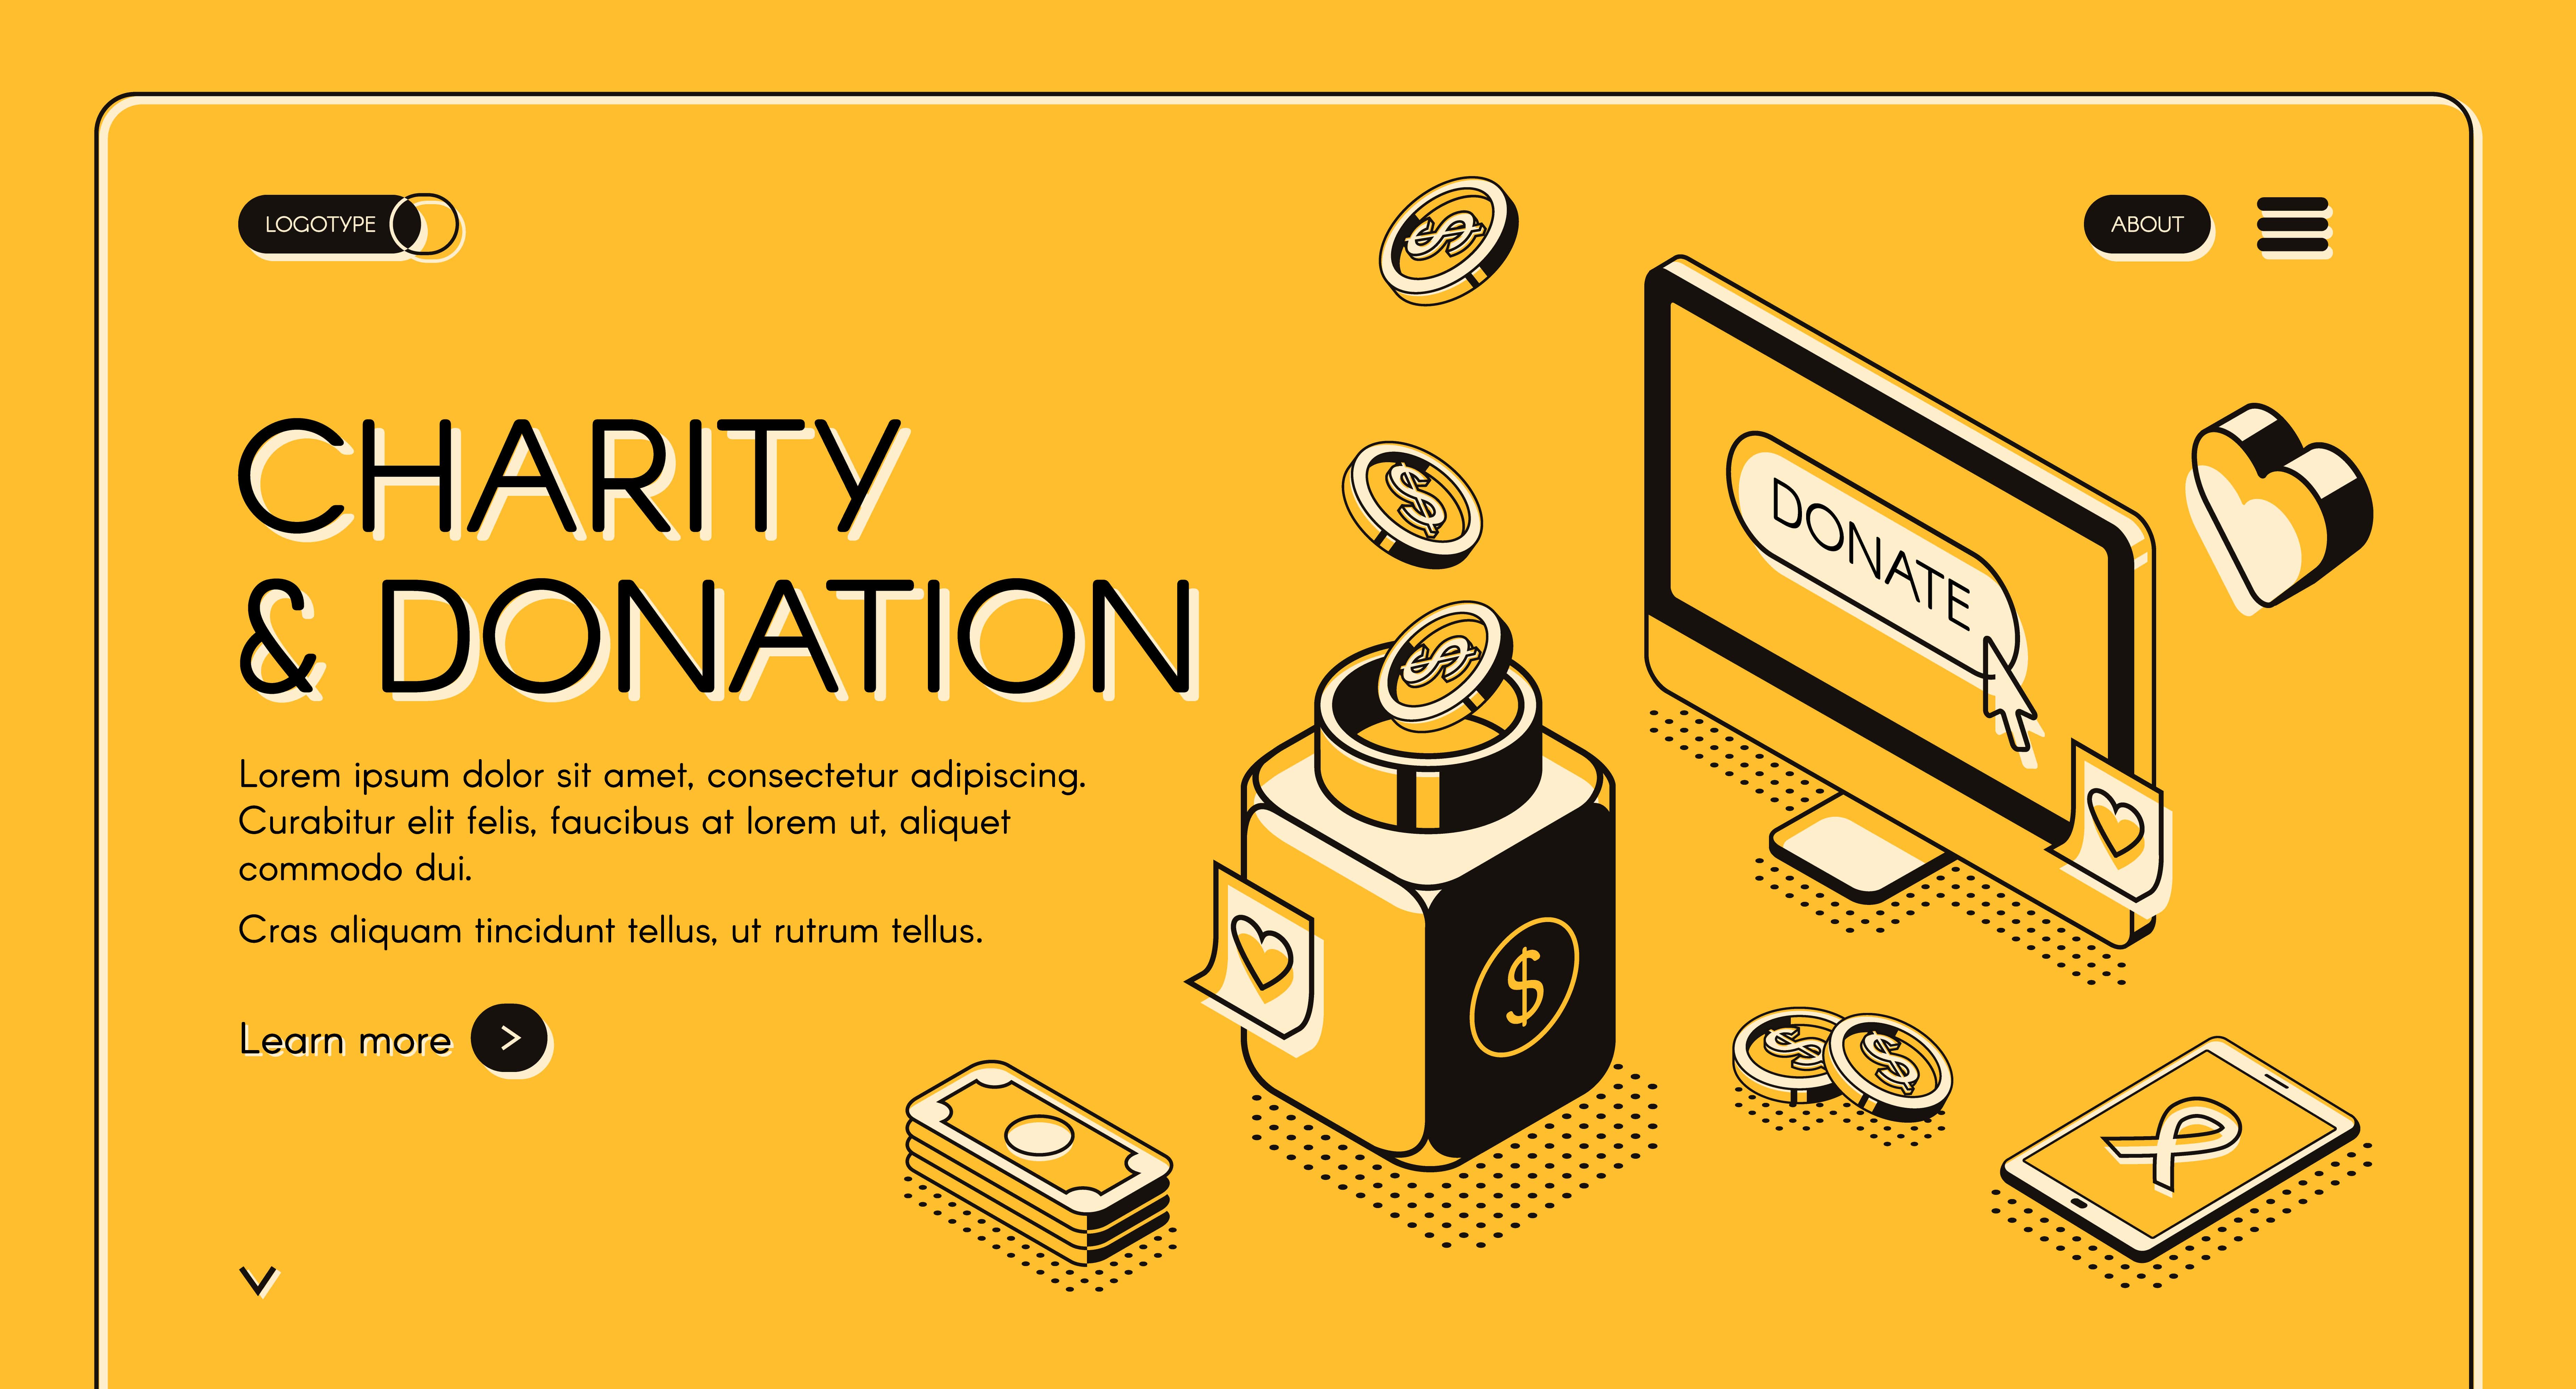 LOGOTYPE
ABOUT
CHARITY
& DONATION
Lorem ipsum dolor sit amet, consectetur adipiscing.
Curabitur elit felis, faucibus at lorem ut, aliquet
commodo dui.
Cras aliquam tincidunt tellus, ut rutrum tellus.
Learn more >
DONATE
$
$
$
$
$
$